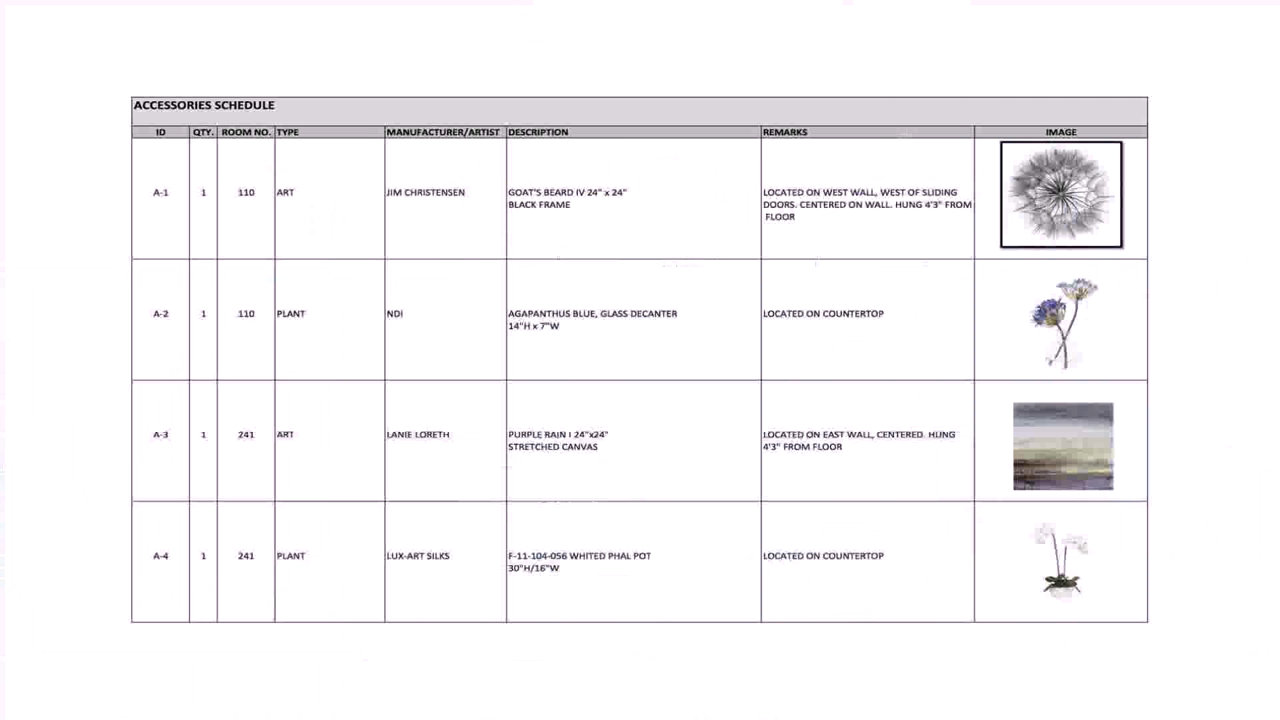 ACCESSORIES SCHEDULE
ID QTY. ROOM NO. TYPE MANUFACTURER/ARTIST DESCRIPTION REMARKS IMAGE
A-1 1 110 ART JIM CHRISTENSEN GOAT'S BEARD IV 24" x 24" LOCATED ON WEST WALL, WEST OF SLIDING
BLACK FRAME DOORS. CENTERED ON WALL. HUNG 4'3" FROM
FLOOR
A-2 1 110 PLANT NDI AGAPANTHUS BLUE, GLASS DECANTER LOCATED ON COUNTERTOP
14"H x 7"W
A-3 1 241 ART LANIE LORETH PURPLE RAIN I 24"x24" LOCATED ON EAST WALL, CENTERED. HUNG
STRETCHED CANVAS 4'3" FROM FLOOR
A-4 1 241 PLANT LUX-ART SILKS F-11-104-056 WHITED PHAL POT LOCATED ON COUNTERTOP
30"H/16"W